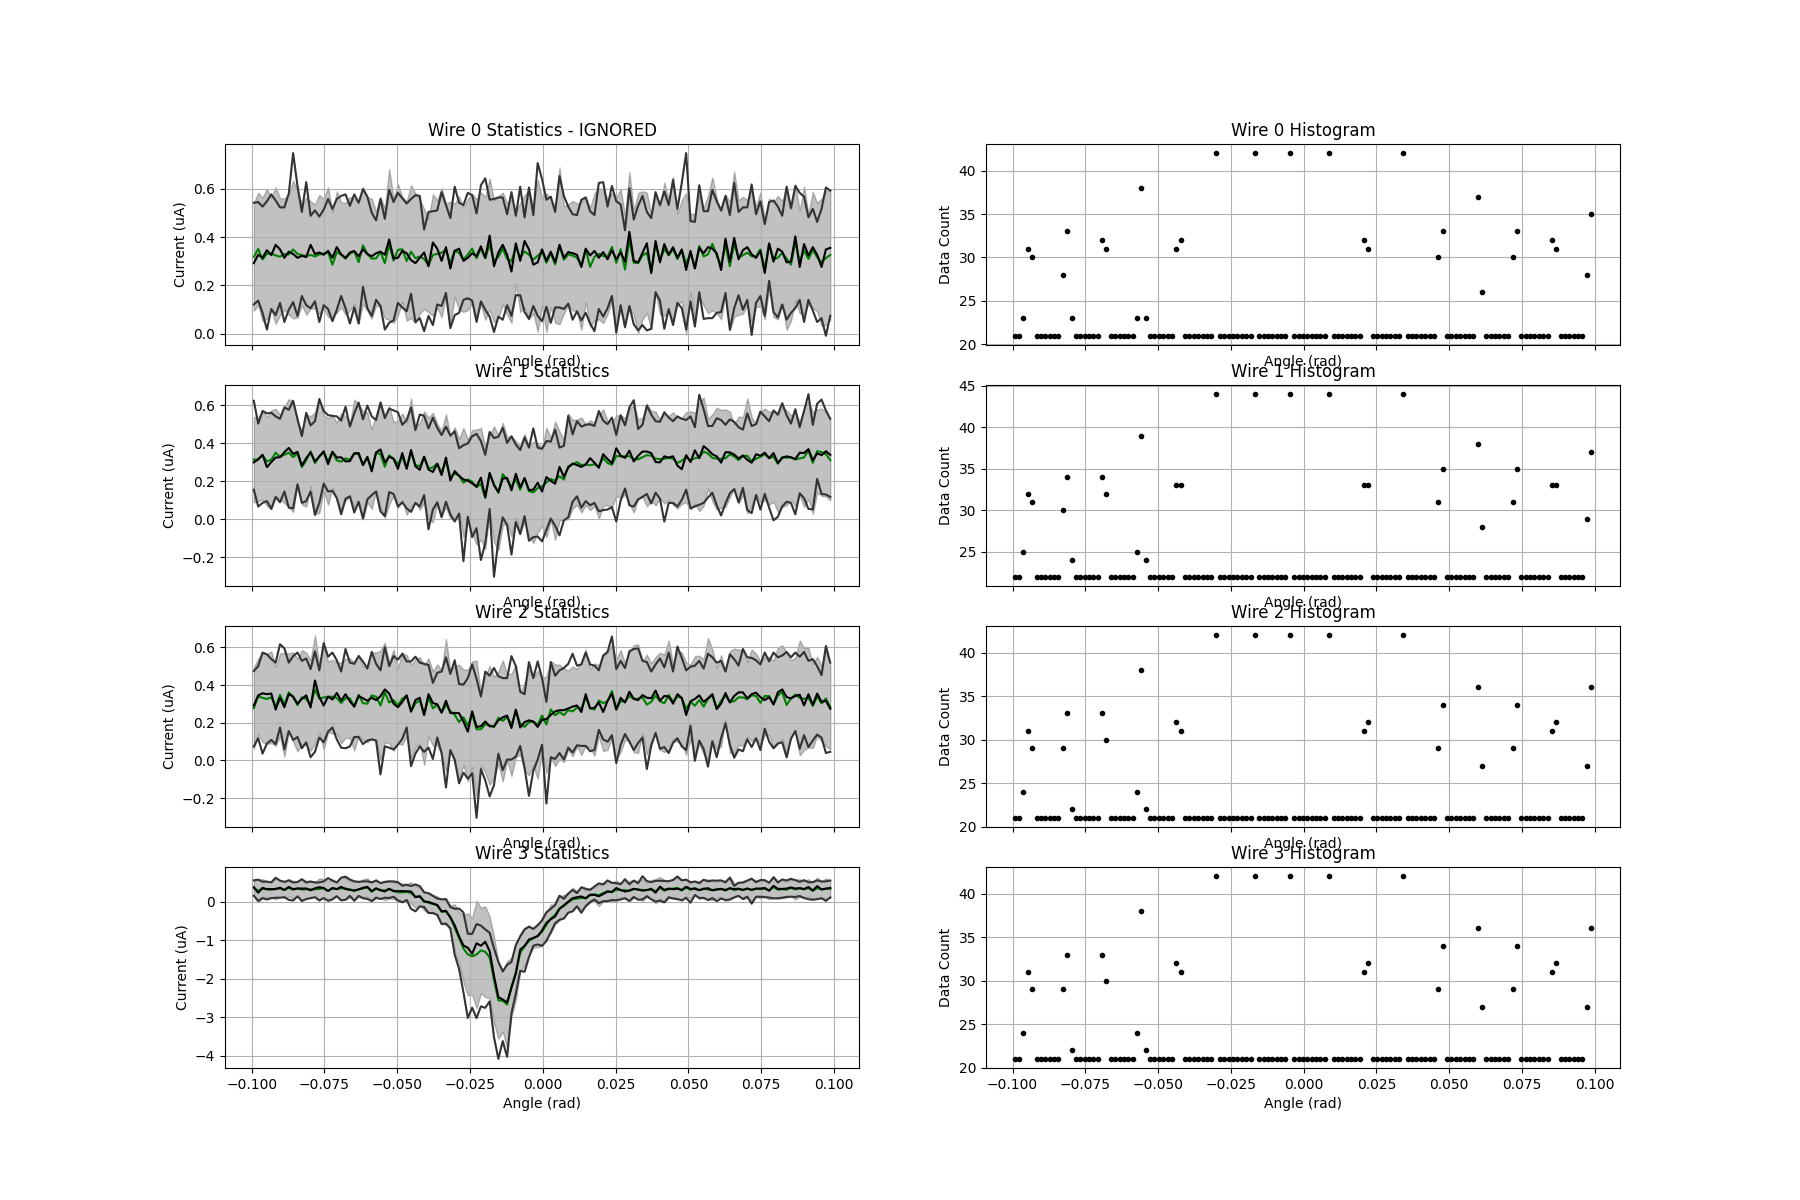 Wire 0 Statistics - IGNORED
Current (uA)
0.6
0.4
0.2
0.0
Angle (rad)
Wire 0 Histogram
Data Count
40
35
30
25
20
Angle (rad)
Wire 1 Statistics
Current (uA)
0.6
0.4
0.2
0.0
−0.2
Angle (rad)
Wire 1 Histogram
Data Count
45
40
35
30
25
Angle (rad)
Wire 2 Statistics
Current (uA)
0.6
0.4
0.2
0.0
−0.2
Angle (rad)
Wire 2 Histogram
Data Count
40
35
30
25
20
Angle (rad)
Wire 3 Statistics
Current (uA)
0
−1
−2
−3
−4
−0.100 −0.075 −0.050 −0.025 0.000 0.025 0.050 0.075 0.100
Angle (rad)
Wire 3 Histogram
Data Count
40
35
30
25
20
−0.100 −0.075 −0.050 −0.025 0.000 0.025 0.050 0.075 0.100
Angle (rad)